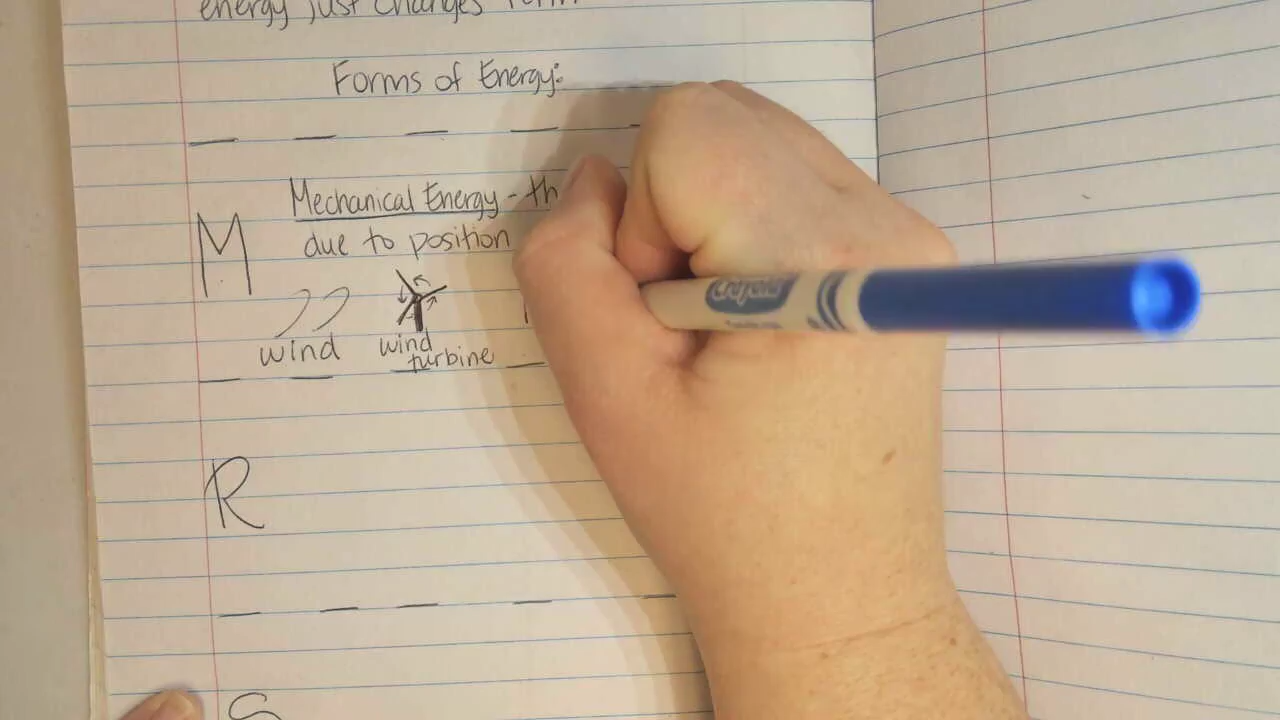 energy just changes form
Forms of Energy:
Mechanical Energy - th
M
due to position
wind
wind
turbine
Crayola
R
S